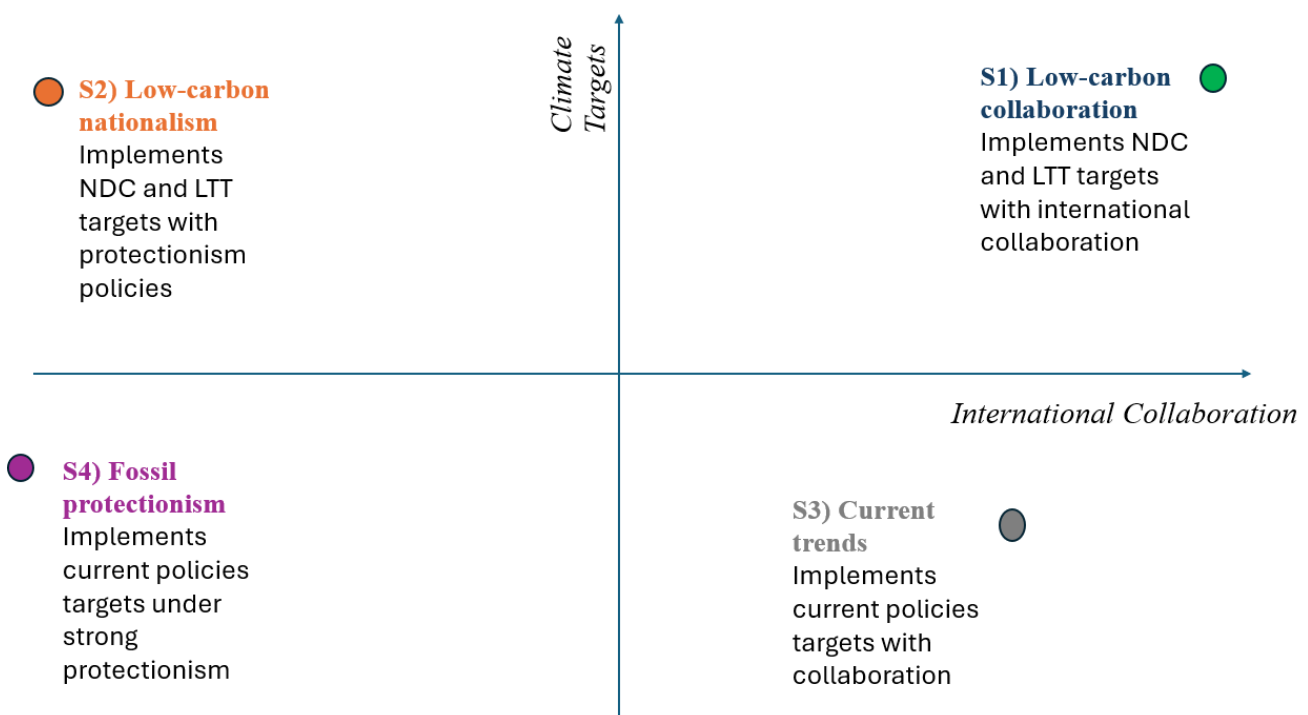 Climate
Targets
S2) Low-carbon
nationalism
Implements
NDC and LTT
targets with
protectionism
policies
S1) Low-carbon
collaboration
Implements NDC
and LTT targets
with international
collaboration
International Collaboration
S4) Fossil
protectionism
Implements
current policies
targets under
strong
protectionism
S3) Current
trends
Implements
current policies
targets with
collaboration